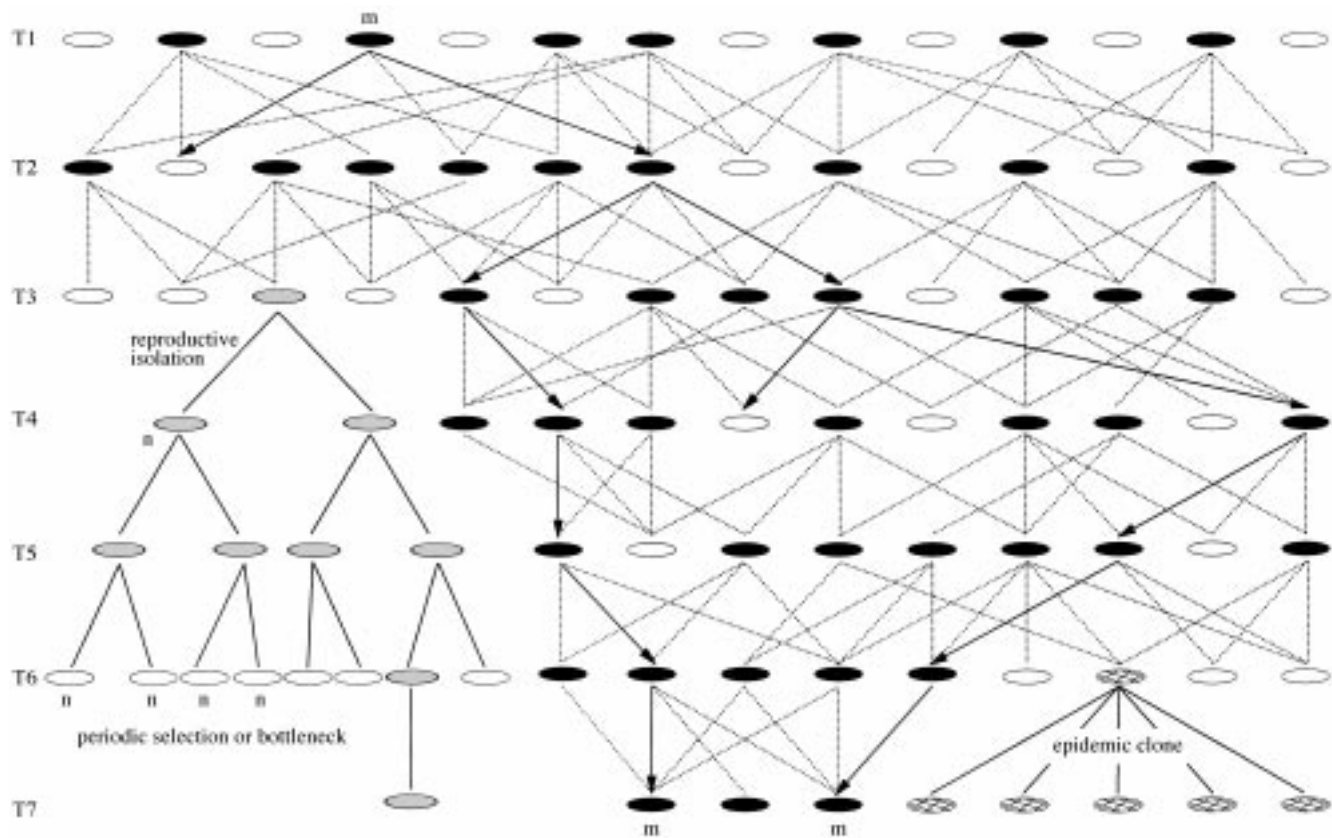 m
T1
T2
T3
reproductive
isolation
T4
n
T5
T6
n n n n
periodic selection or bottleneck
epidemic clone
T7
m m